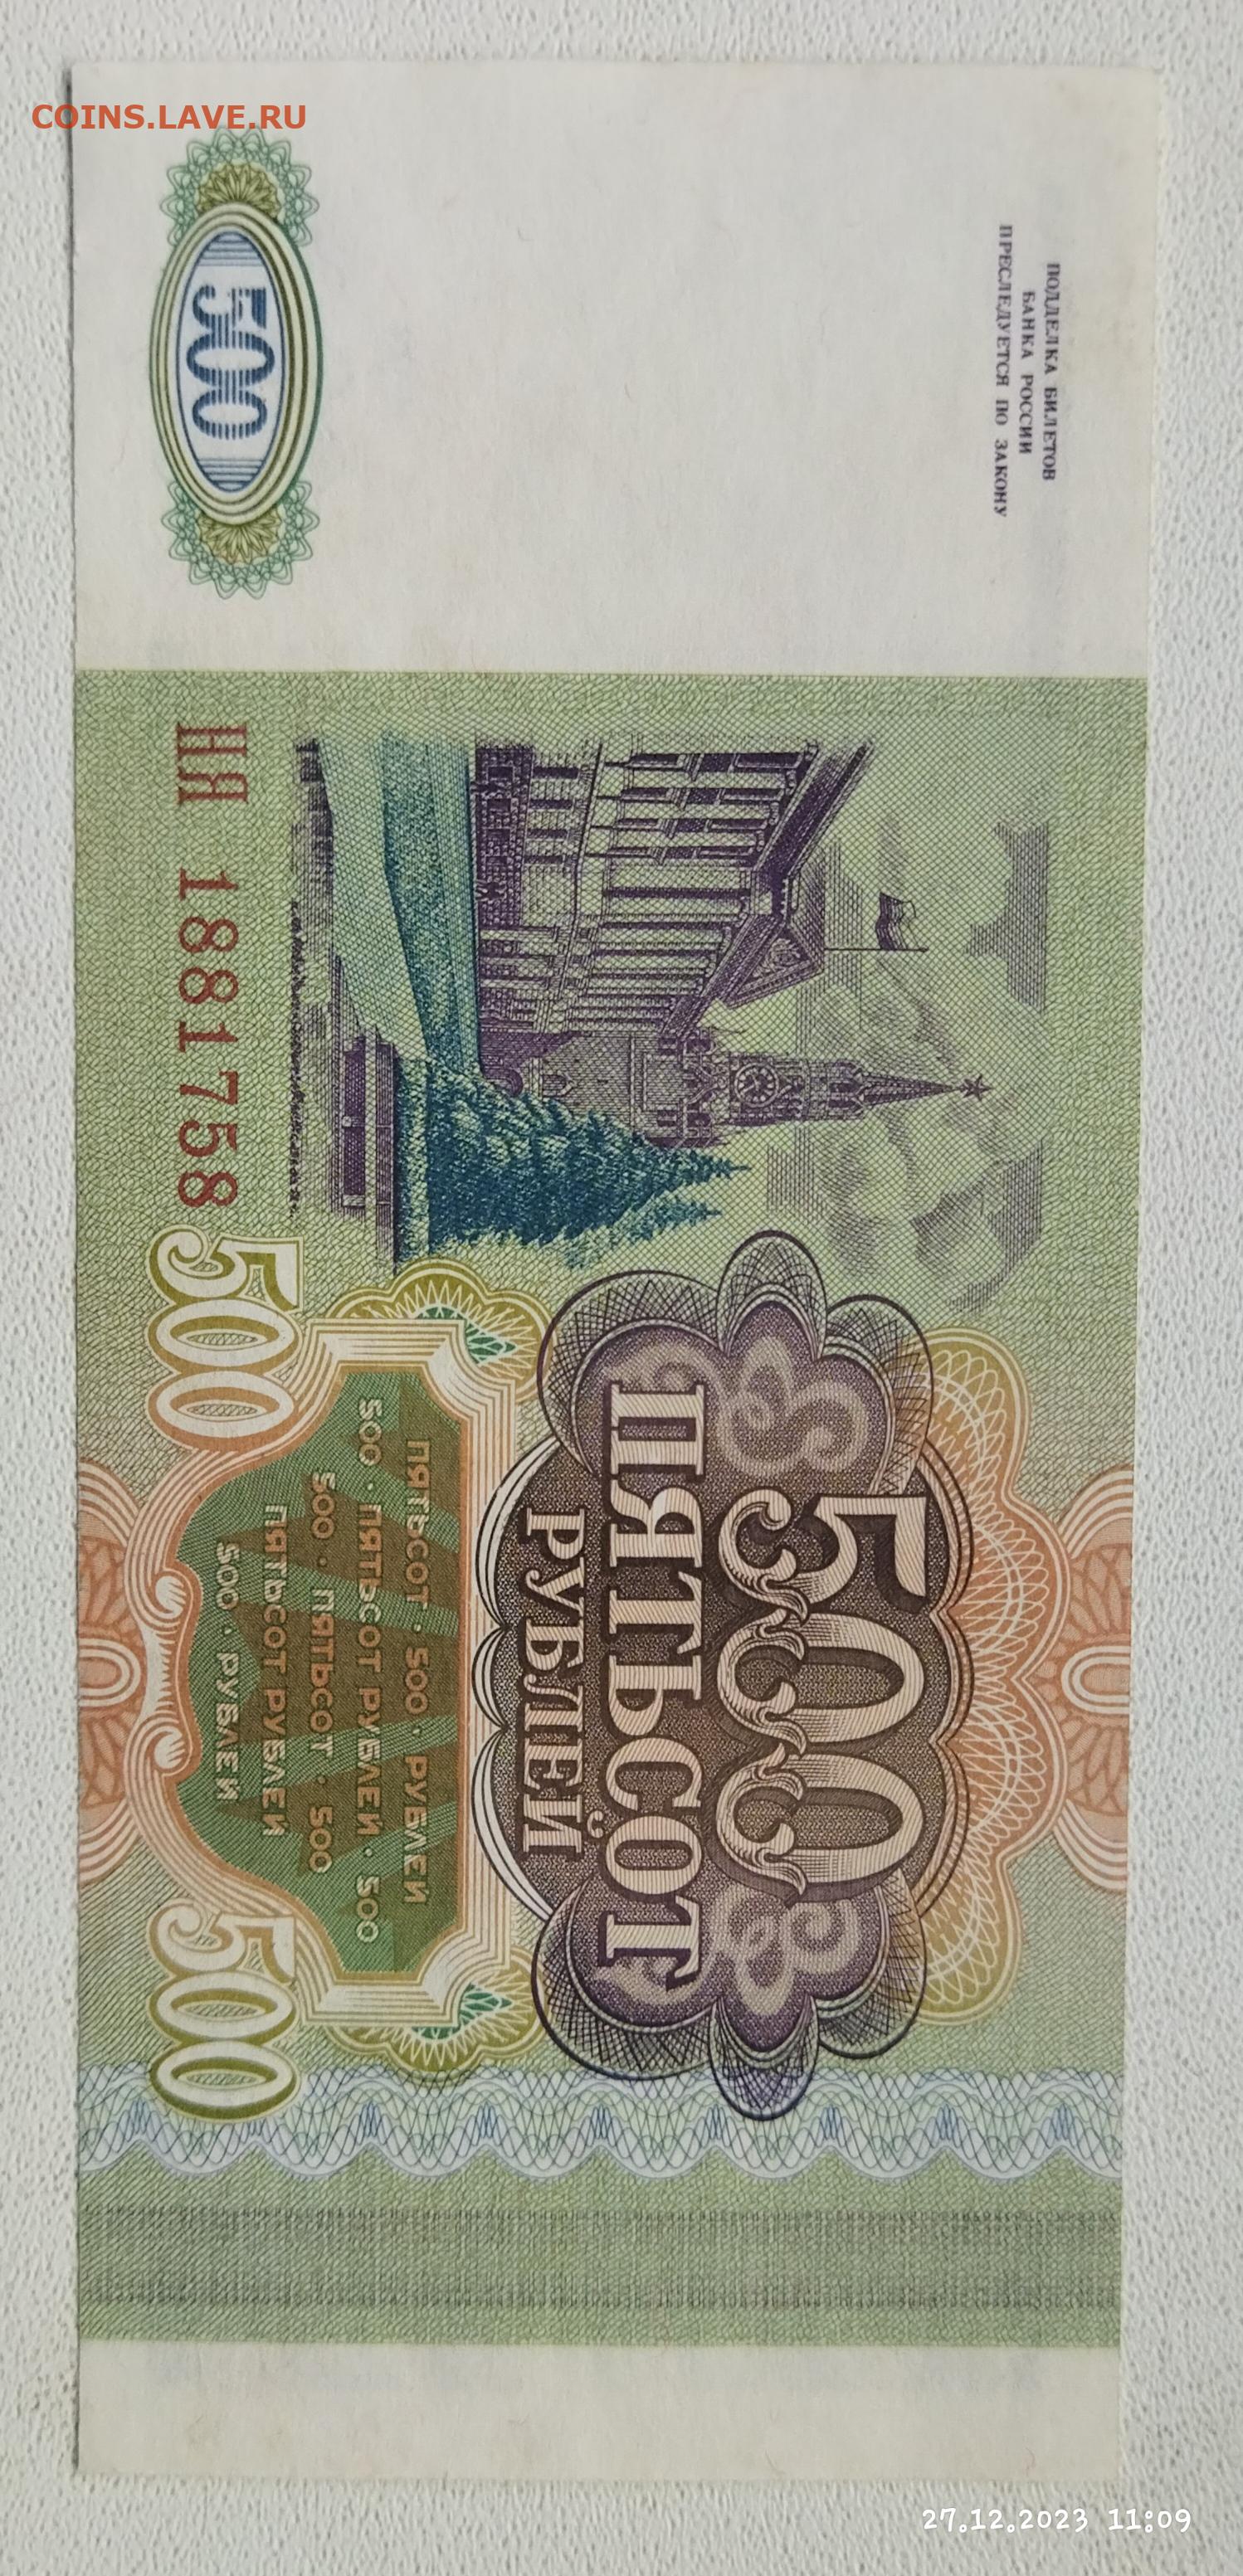 COINS.LAVE.RU
ПОДДЕЛКА БИЛЕТОВ
БАНКА РОССИИ
ПРЕСЛЕДУЕТСЯ ПО ЗАКОНУ
500
НЯ 1881758
500
ПЯТЬСОТ
РУБЛЕЙ
ПЯТЬСОТ · 500 · РУБЛЕЙ
500 · ПЯТЬСОТ РУБЛЕЙ · 500
500 · ПЯТЬСОТ · 500
ПЯТЬСОТ РУБЛЕЙ
500 · РУБЛЕЙ
500
500
27.12.2023 11:09